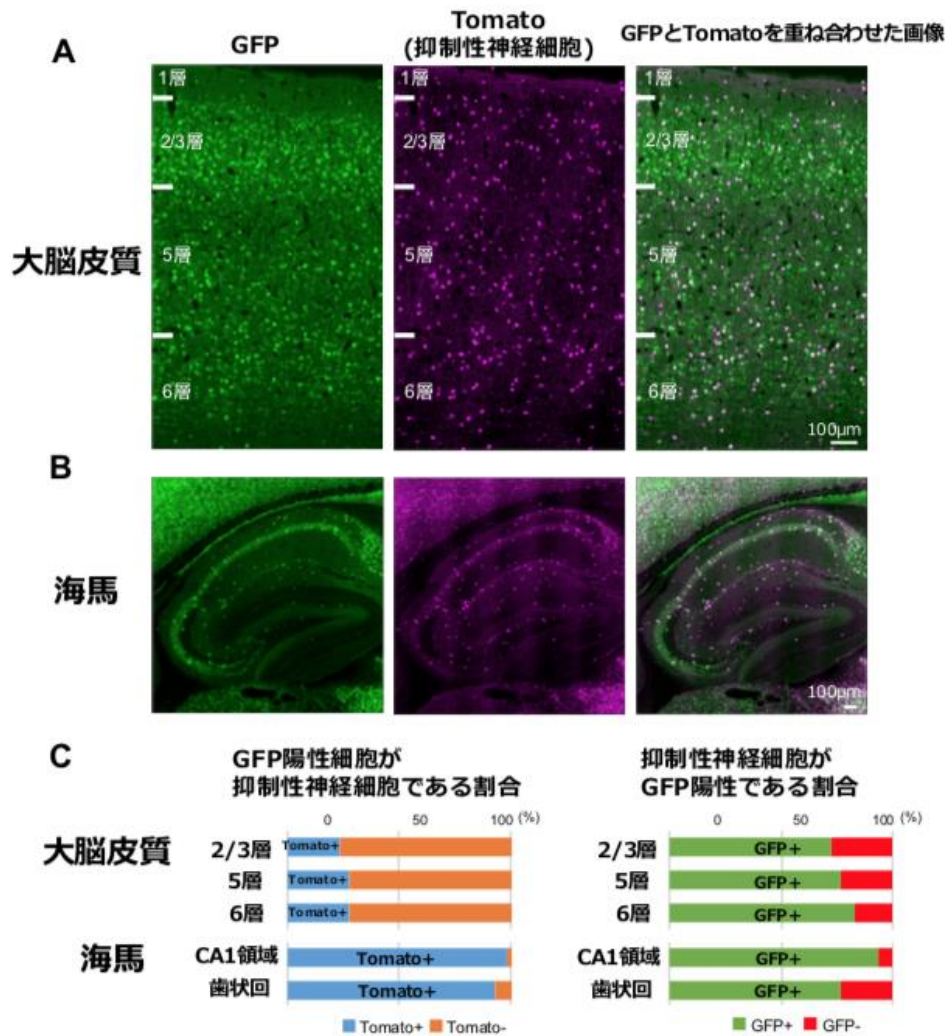 A
GFP
Tomato
(抑制性神経細胞)
GFPとTomatoを重ね合わせた画像
大脳皮質
1層
2/3層
5層
6層
1層
2/3層
5層
6層
1層
2/3層
5層
6層
100μm
B
海馬
100μm
C
GFP陽性細胞が
抑制性神経細胞である割合
0 50 100 (%)
大脳皮質
2/3層 Tomato+
5層 Tomato+
6層 Tomato+
海馬
CA1領域 Tomato+
歯状回 Tomato+
Tomato+ Tomato-
抑制性神経細胞が
GFP陽性である割合
0 50 100 (%)
2/3層 GFP+
5層 GFP+
6層 GFP+
CA1領域 GFP+
歯状回 GFP+
GFP+ GFP-